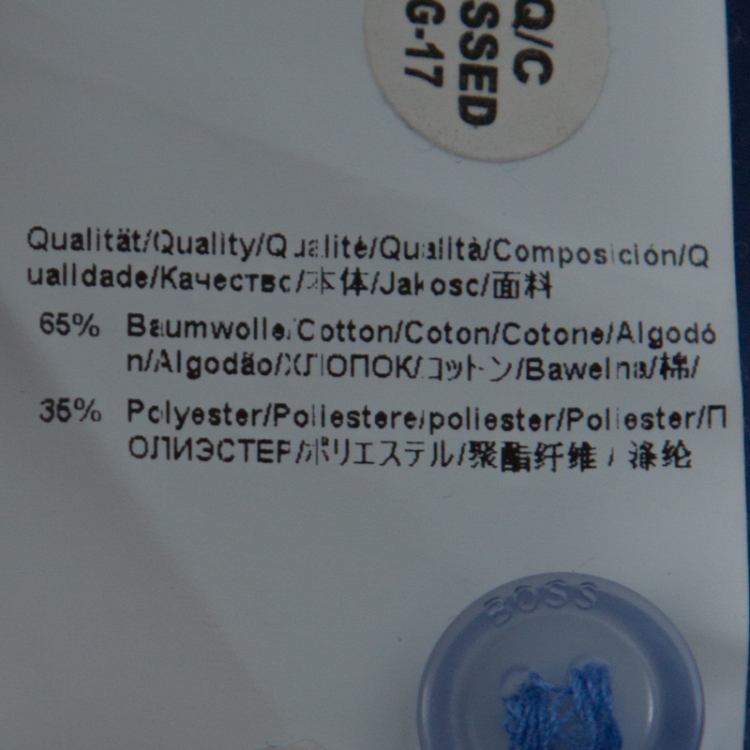 Q/C
SSED
G-17
Qualität/Quality/Qualité/Qualità/Composición/Q
ualidade/Качество/本体/Jakosc/面料
65% Baumwolle/Cotton/Coton/Cotone/Algodó
n/Algodão/ХЛОПОК/コットン/Bawelna/棉/
35% Polyester/Poliestere/poliester/Poliester/П
ОЛИЭСТЕР/ポリエステル/聚酯纤维 / 涤纶
BOSS